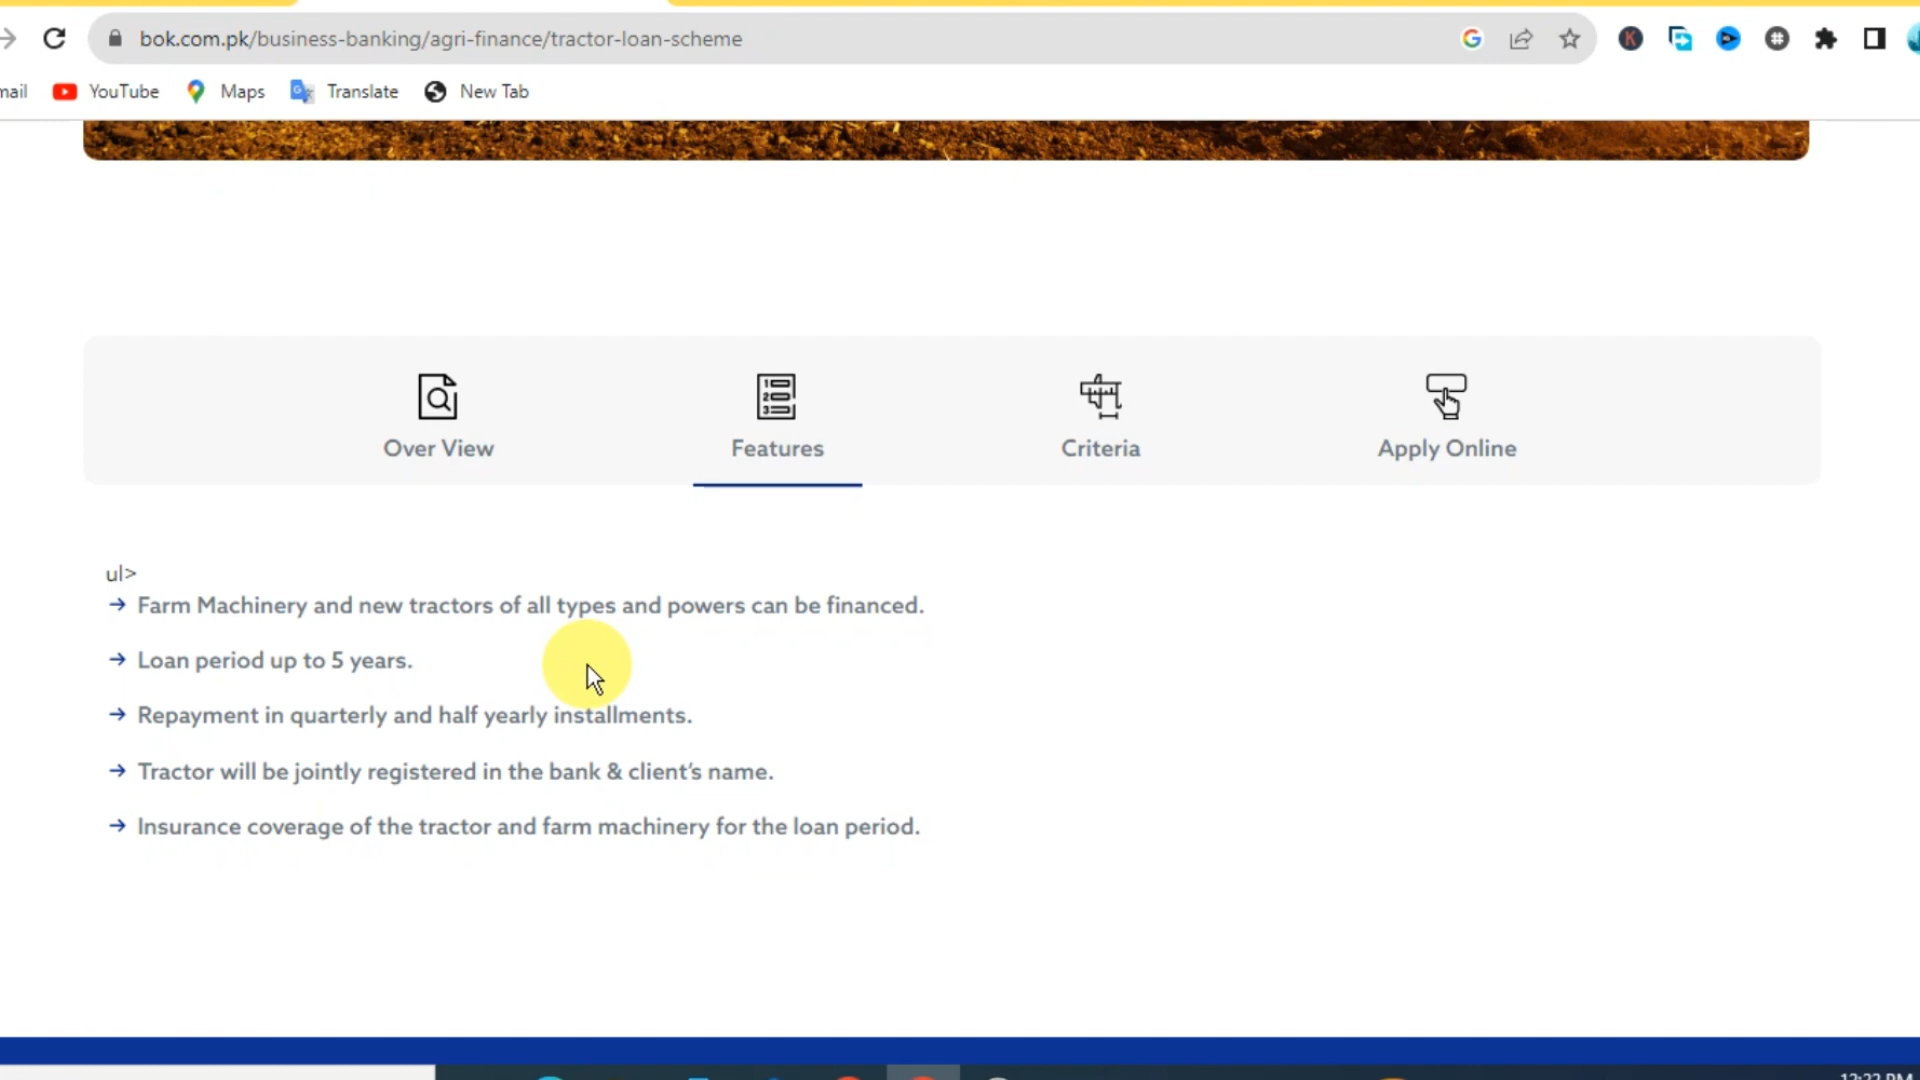 bok.com.pk/business-banking/agri-finance/tractor-loan-scheme
YouTube Maps Translate New Tab
Over View Features Criteria Apply Online
ul>
→ Farm Machinery and new tractors of all types and powers can be financed.
→ Loan period up to 5 years.
→ Repayment in quarterly and half yearly installments.
→ Tractor will be jointly registered in the bank & client's name.
→ Insurance coverage of the tractor and farm machinery for the loan period.